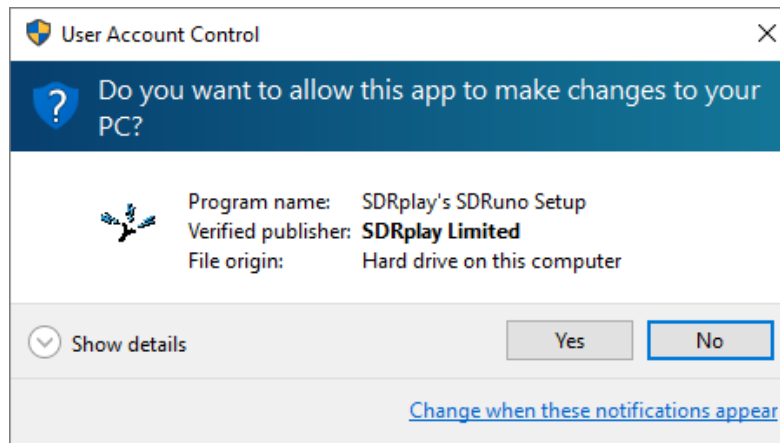 User Account Control
Do you want to allow this app to make changes to your
PC?
Program name: SDRplay's SDRuno Setup
Verified publisher: SDRplay Limited
File origin: Hard drive on this computer
Show details
Yes
No
Change when these notifications appear